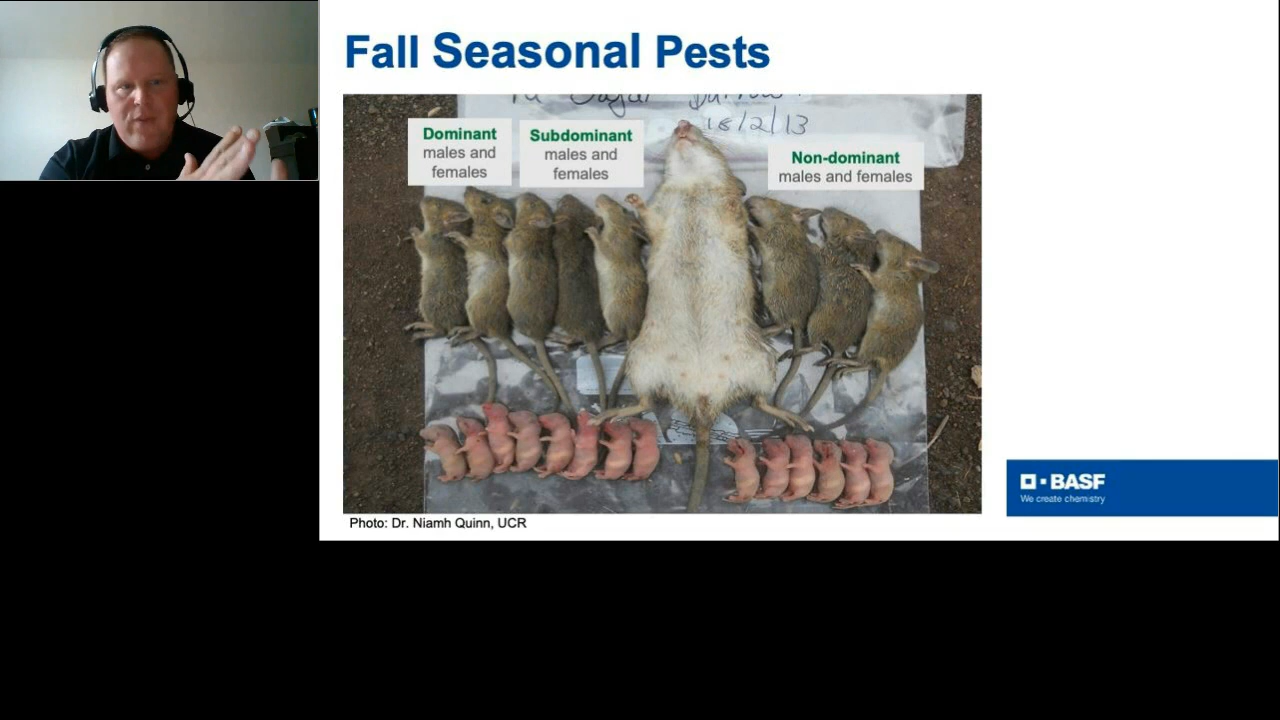 Fall Seasonal Pests
18/2/13
Dominant
males and
females
Subdominant
males and
females
Non-dominant
males and females
Photo: Dr. Niamh Quinn, UCR
BASF
We create chemistry